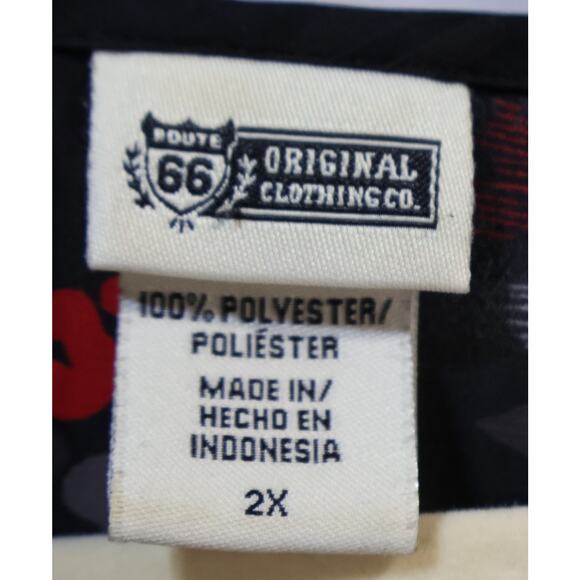 ROUTE
66
ORIGINAL
CLOTHING CO.
100% POLYESTER/
POLIÉSTER
MADE IN/
HECHO EN
INDONESIA
2X